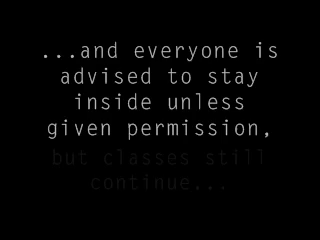 ...and everyone is
advised to stay
inside unless
given permission,
but classes still
continue...